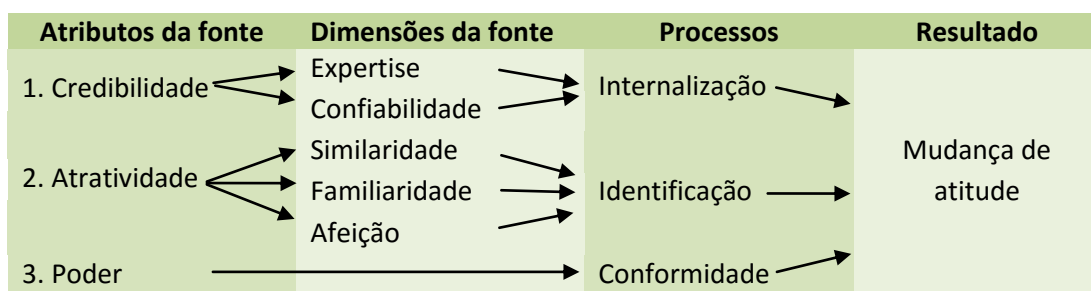 Atributos da fonte
Dimensões da fonte
Processos
Resultado
1. Credibilidade
Expertise
Confiabilidade
Internalização
2. Atratividade
Similaridade
Familiaridade
Afeição
Identificação
Mudança de
atitude
3. Poder
Conformidade